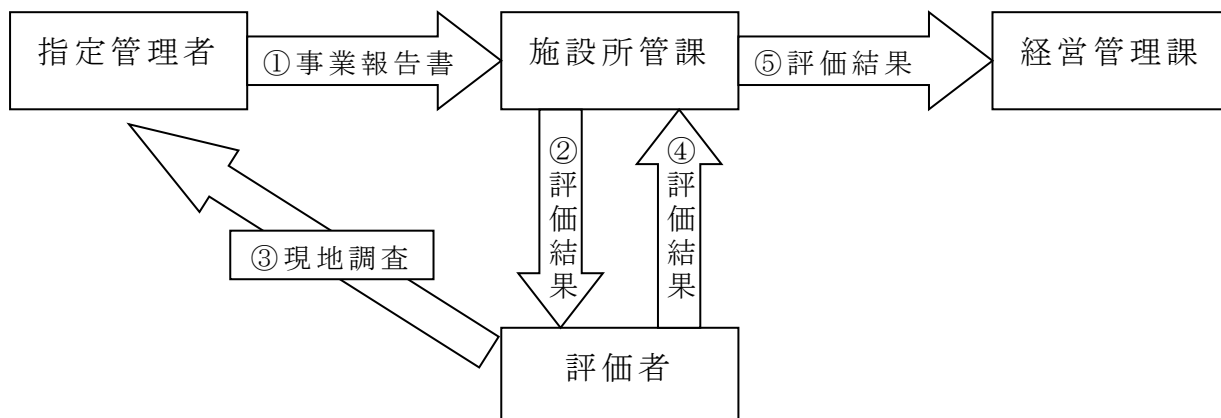 指定管理者
①事業報告書
施設所管課
⑤評価結果
経営管理課
②評価結果
④評価結果
③現地調査
評価者